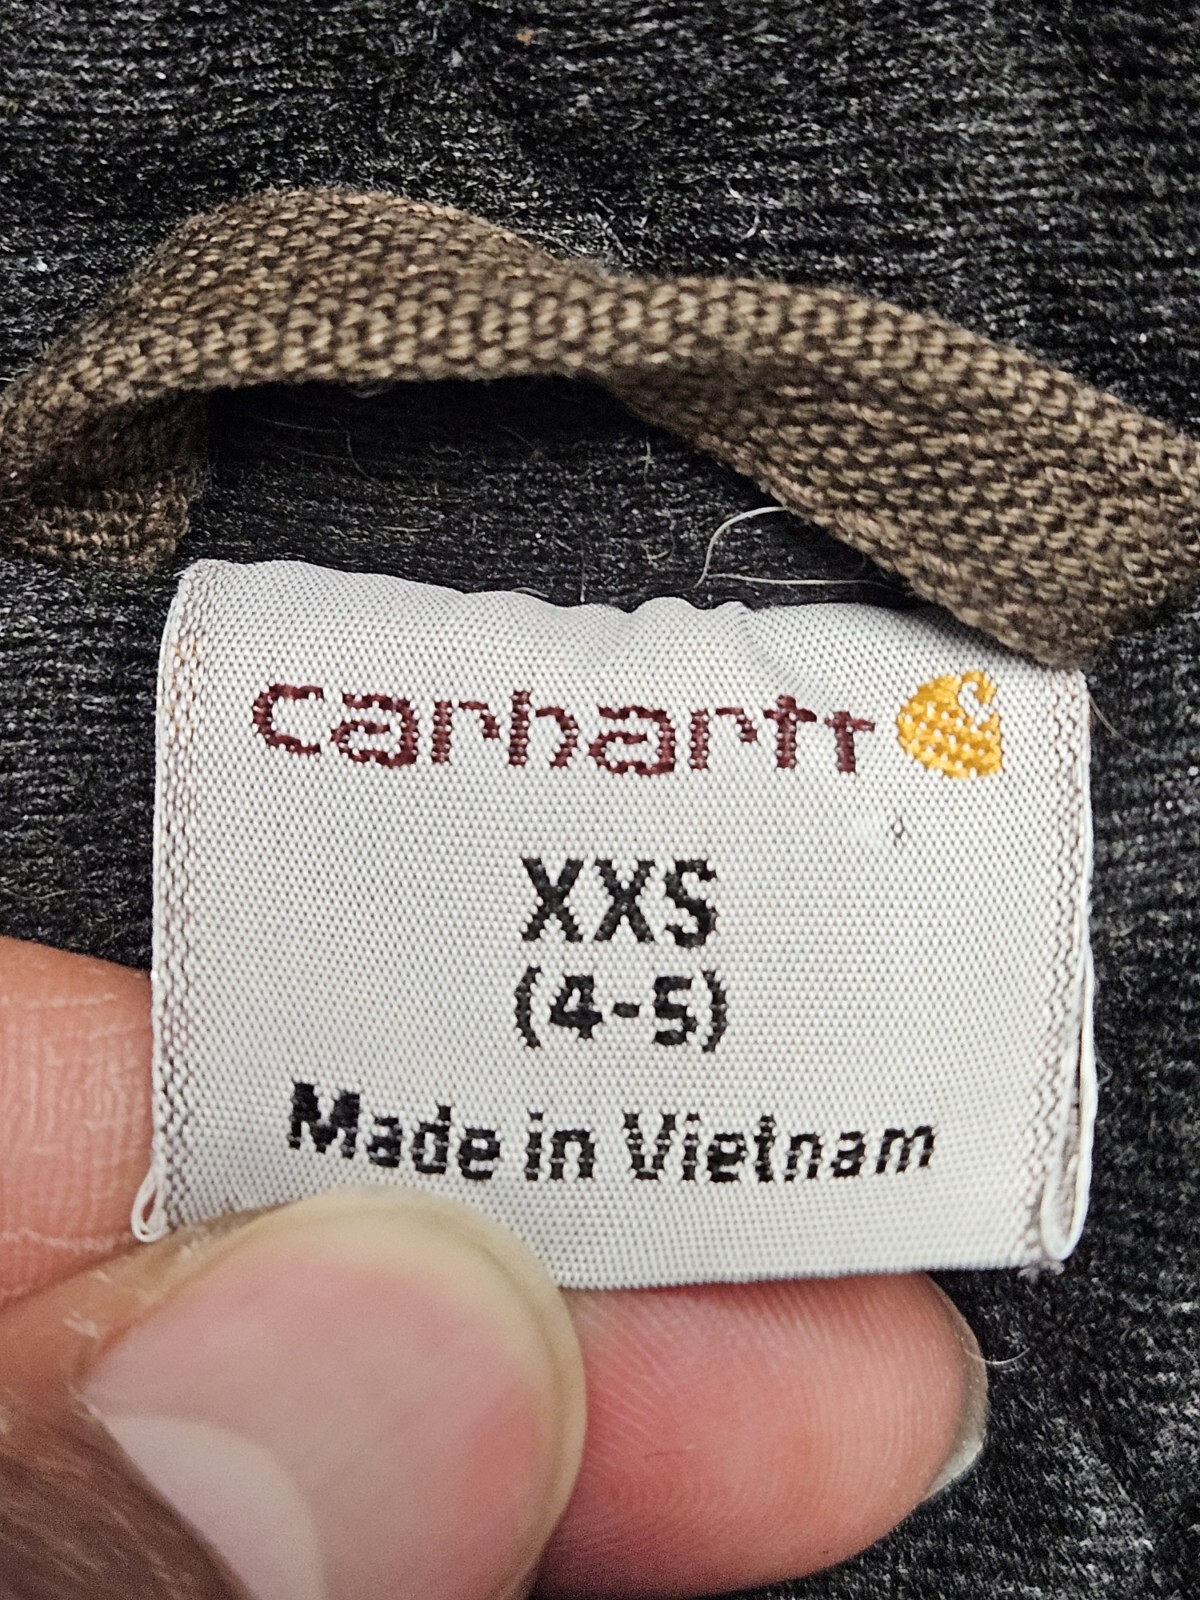 carhartt
XXS
(4-5)
Made in Vietnam